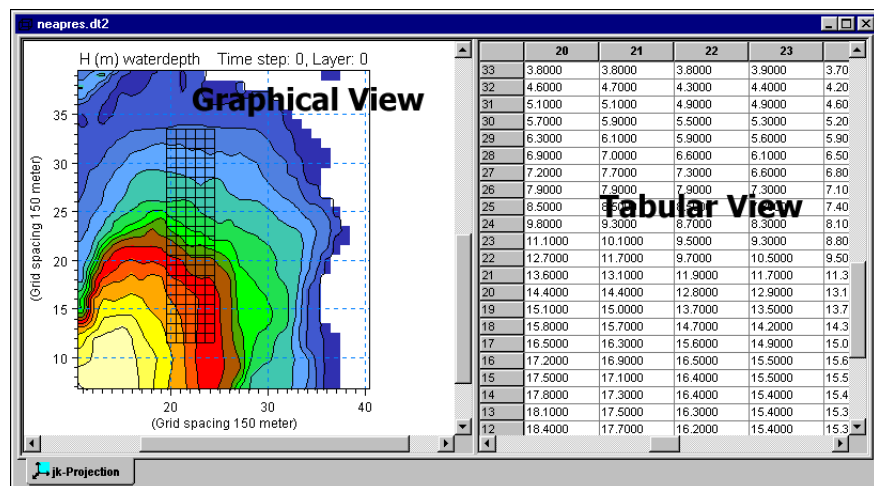 neapres.dt2
H (m) waterdepth Time step: 0, Layer: 0
Graphical View
35
30
25
20
15
10
(Grid spacing 150 meter)
20 30 40
(Grid spacing 150 meter)
20 21 22 23
33 3.8000 3.6000 3.8000 3.9000 3.70
32 4.6000 4.7000 4.3000 4.4000 4.20
31 5.1000 5.1000 4.9000 4.9000 4.60
30 5.7000 5.9000 5.5000 5.3000 5.20
29 6.3000 6.1000 5.9000 5.6000 5.90
28 6.9000 7.0000 6.6000 6.1000 6.50
27 7.2000 7.7000 7.3000 6.6000 6.80
26 7.9000 7.9000 7.9000 7.3000 7.10
Tabular View
25 8.5000 7.40
24 9.8000 9.3000 8.7000 8.3000 8.10
23 11.1000 10.1000 9.5000 9.3000 8.80
22 12.7000 11.7000 9.7000 10.5000 9.50
21 13.6000 13.1000 11.9000 11.7000 11.3
20 14.4000 14.4000 12.8000 12.9000 13.1
19 15.1000 15.0000 13.7000 13.5000 13.7
18 15.8000 15.7000 14.7000 14.2000 14.3
17 16.5000 16.3000 15.6000 14.9000 15.0
16 17.2000 16.9000 16.5000 15.5000 15.6
15 17.5000 17.1000 16.4000 15.5000 15.5
14 17.8000 17.3000 16.4000 15.4000 15.4
13 18.1000 17.5000 16.3000 15.4000 15.3
12 18.4000 17.7000 16.2000 15.4000 15.3
jk-Projection